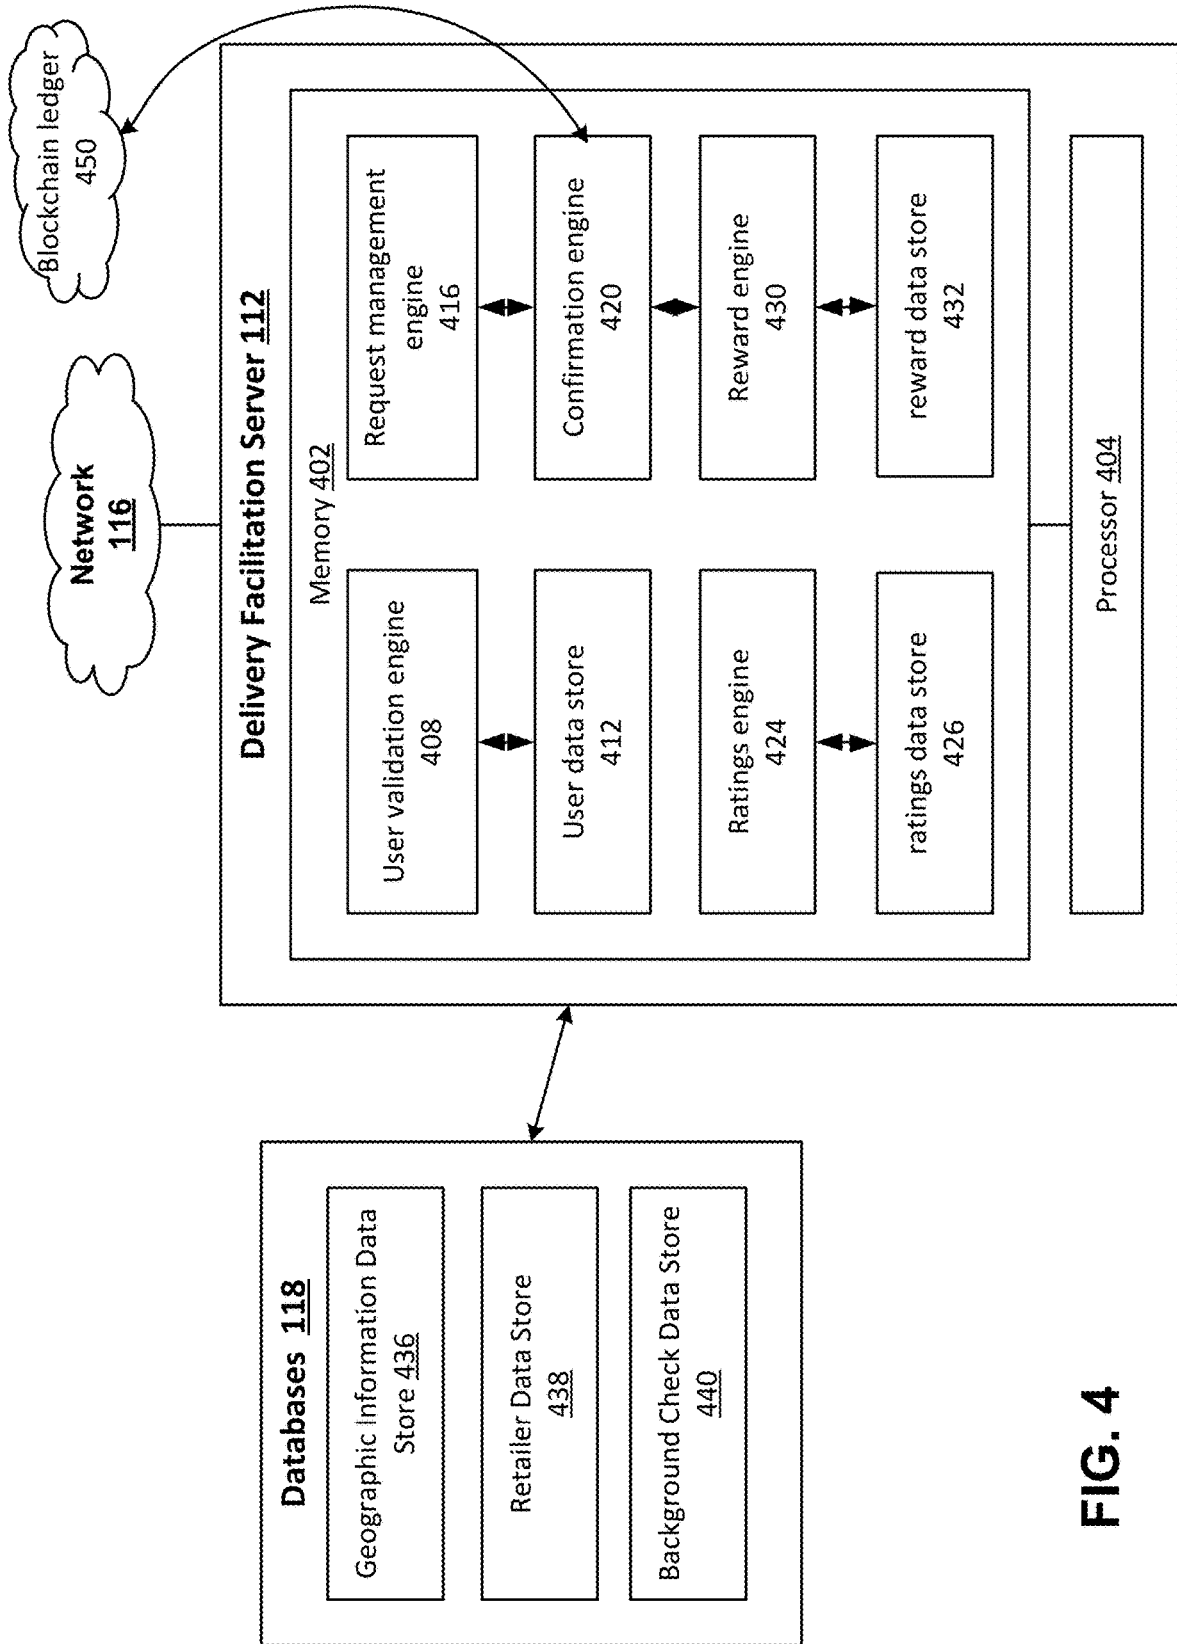 Blockchain ledger
450
Network
116
Delivery Facilitation Server 112
Memory 402
User validation engine
408
User data store
412
Ratings engine
424
ratings data store
426
Request management
engine
416
Confirmation engine
420
Reward engine
430
reward data store
432
Processor 404
Databases 118
Geographic Information Data
Store 436
Retailer Data Store
438
Background Check Data Store
440
FIG. 4